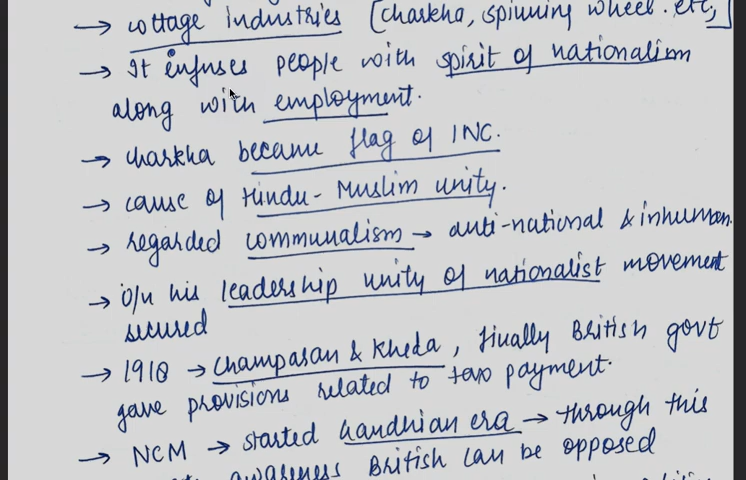 → cottage industries [charkha, spinning wheel. etc,]
→ It enfuses people with spirit of nationalism
along with employment.
→ charkha became flag of INC.
→ cause of Hindu-Muslim unity.
→ regarded communalism → anti-national & inhuman.
→ o/u his leadership unity of nationalist movement
secured
→ 1918 → Champaran & Kheda, finally British govt
gave provisions related to tax payment.
→ NCM → started Gandhian era → through this
awareness British can be opposed